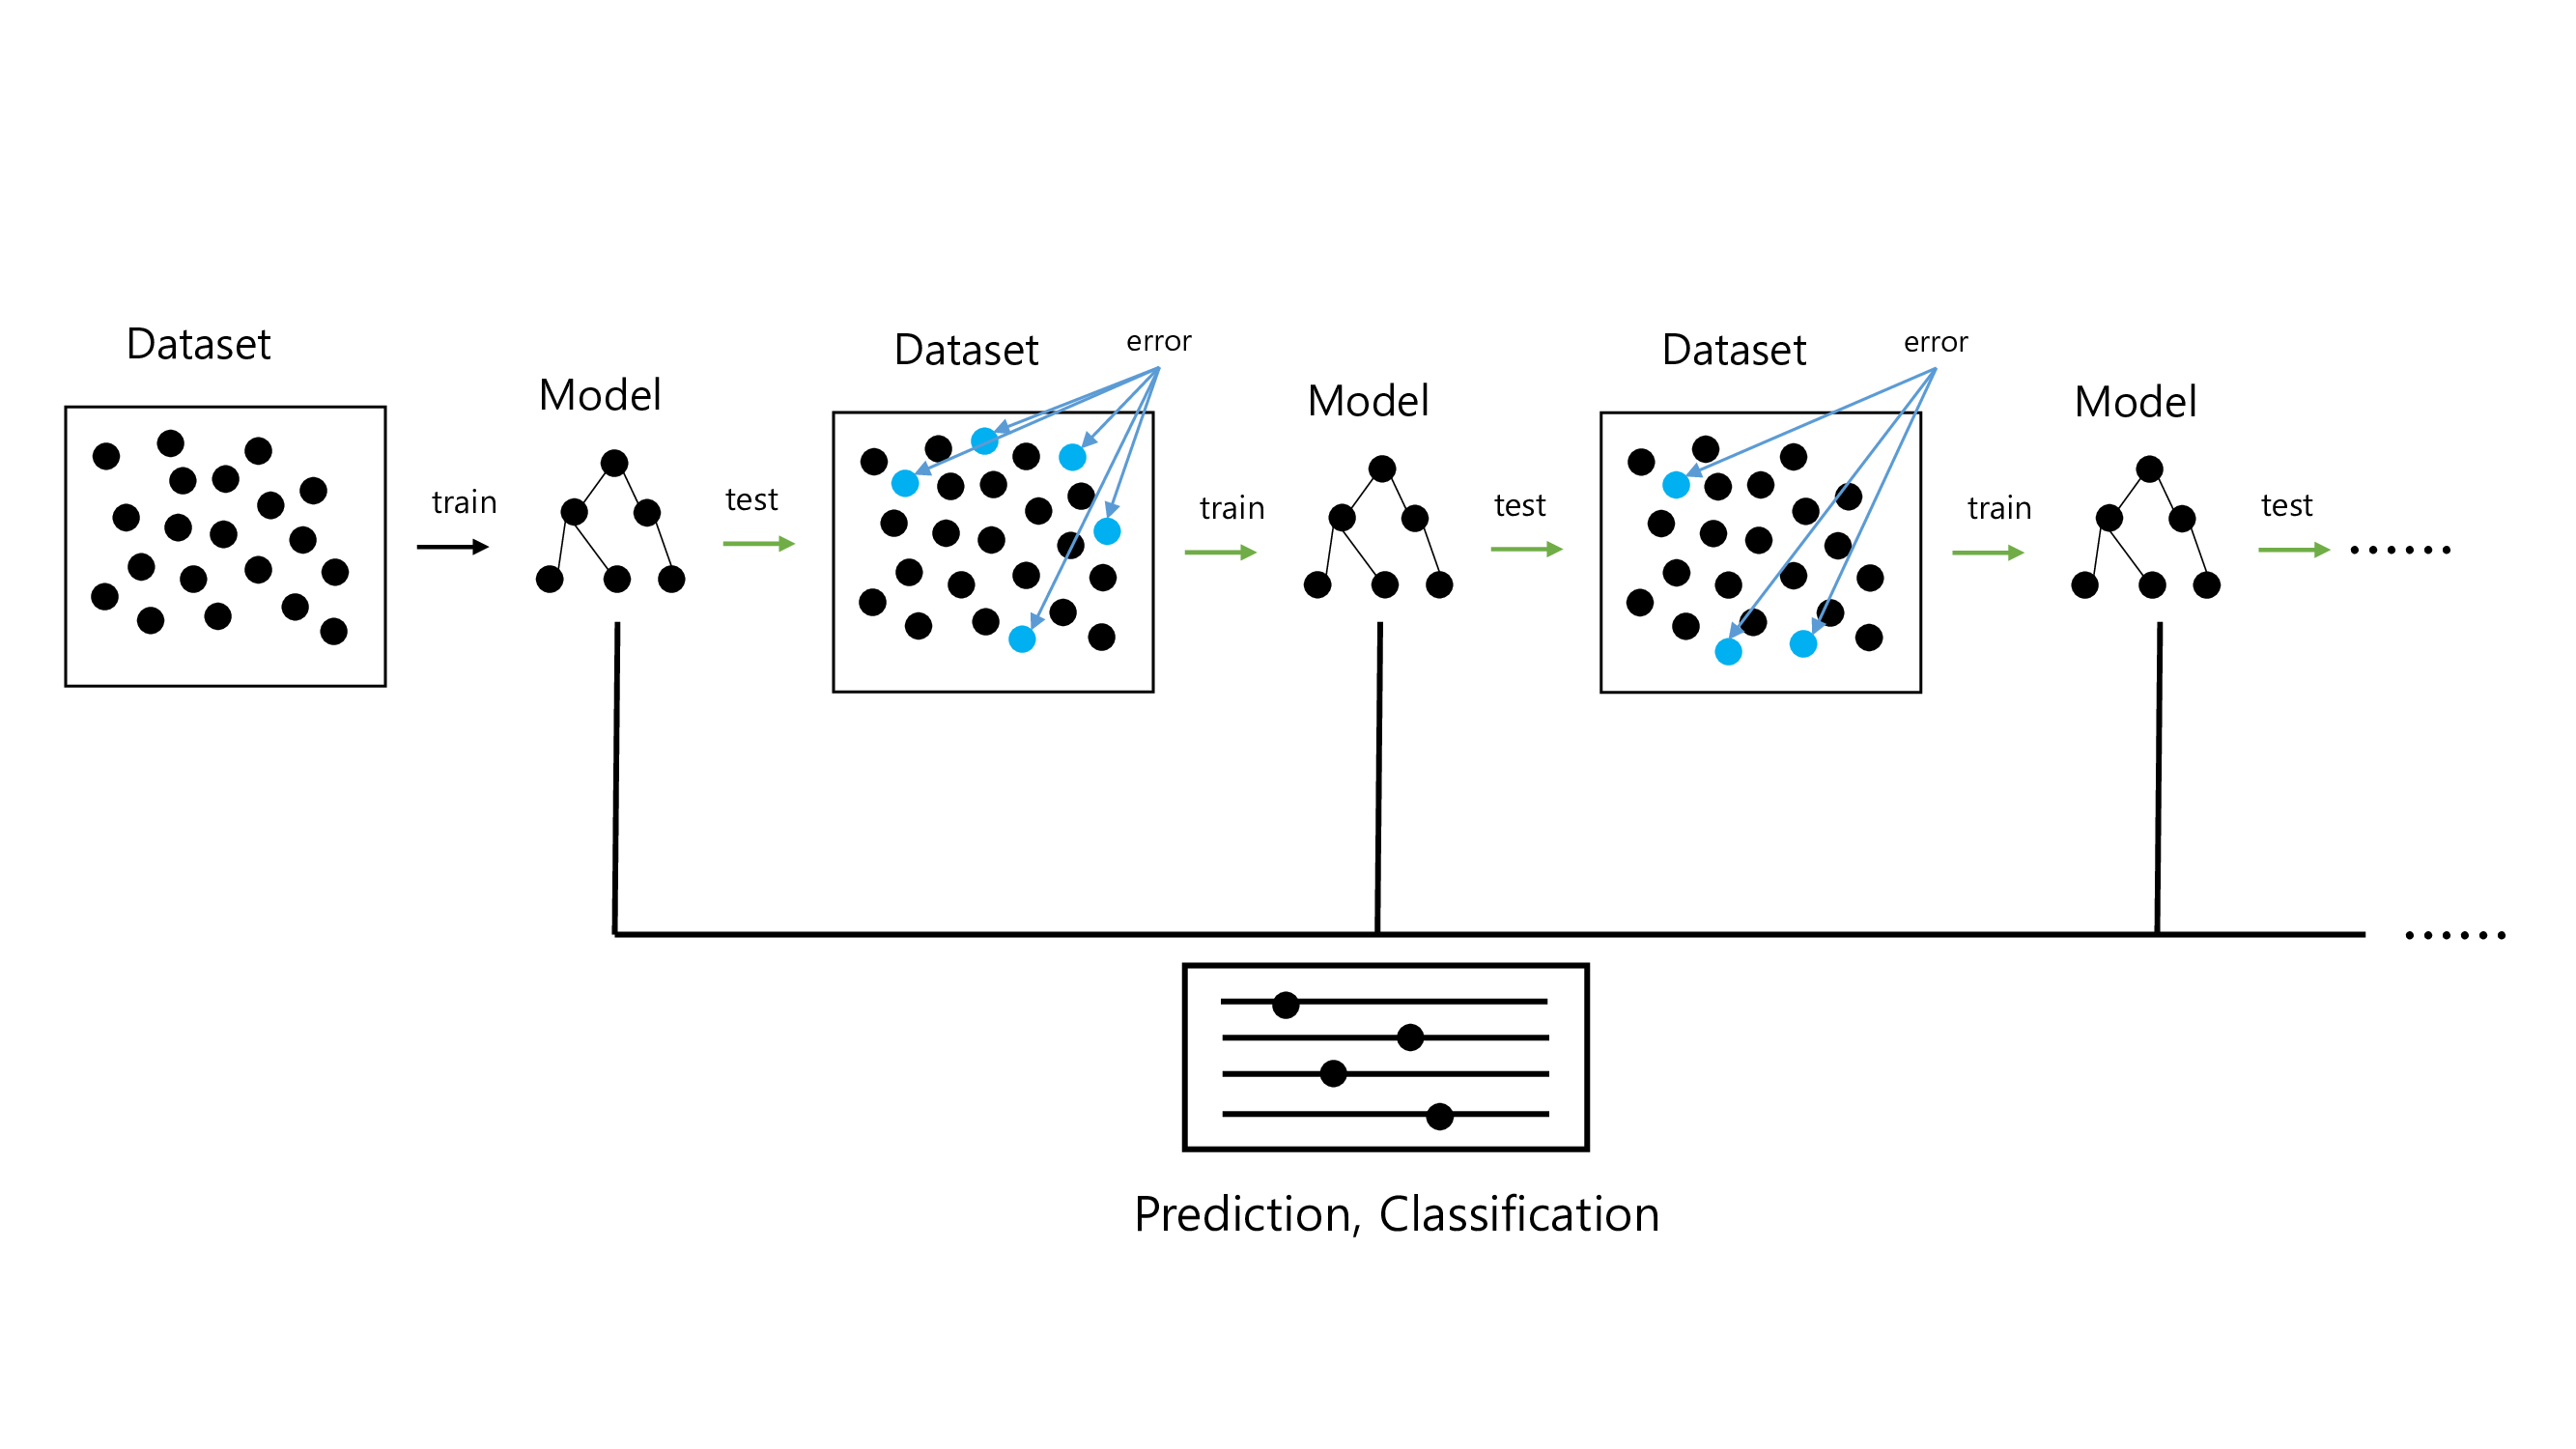 Dataset
Model
train
test
Dataset
error
train
Model
test
Dataset
error
train
Model
test
......
......
Prediction, Classification